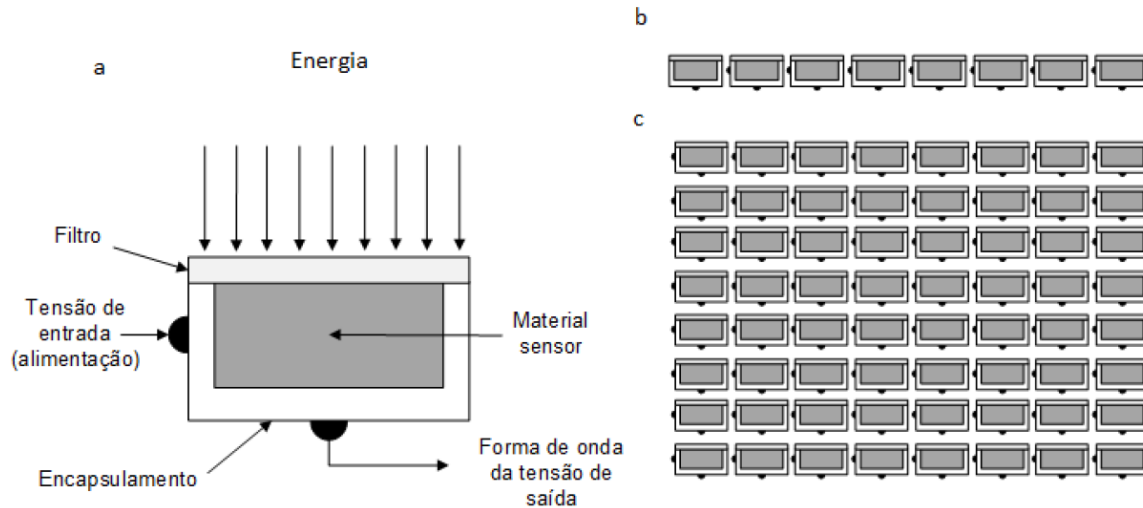 a
Energia
Filtro
Tensão de
entrada
(alimentação)
Material
sensor
Encapsulamento
Forma de onda
da tensão de
saída
b
c